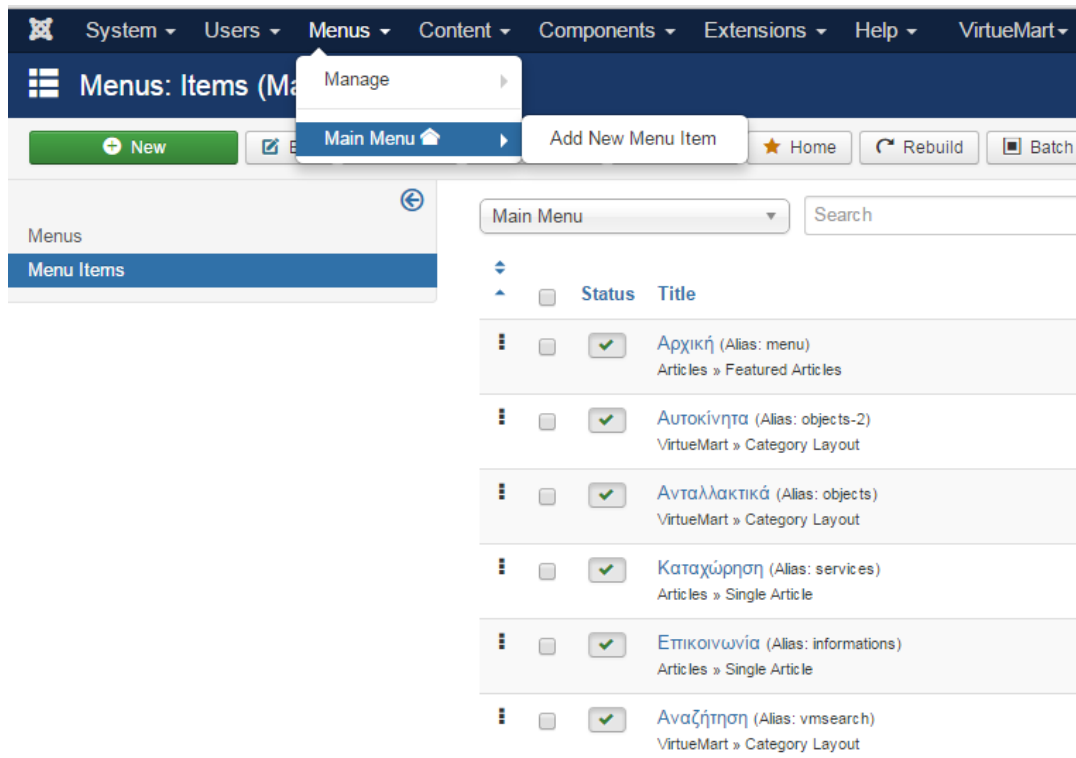 System Users Menus Content Components Extensions Help VirtueMart
Menus: Items (Ma
Manage
Main Menu
Add New Menu Item
New
Home
Rebuild
Batch
Main Menu
Search
Menus
Menu Items
Status Title
Αρχική (Alias: menu)
Articles » Featured Articles
Αυτοκίνητα (Alias: objects-2)
VirtueMart » Category Layout
Ανταλλακτικά (Alias: objects)
VirtueMart » Category Layout
Καταχώρηση (Alias: services)
Articles » Single Article
Επικοινωνία (Alias: informations)
Articles » Single Article
Αναζήτηση (Alias: vmsearch)
VirtueMart » Category Layout